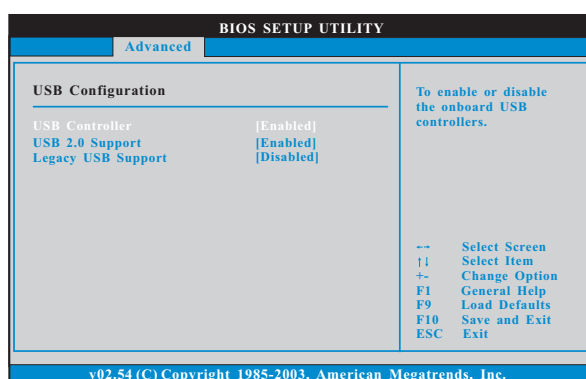 BIOS SETUP UTILITY
Advanced
USB Configuration
USB Controller [Enabled]
USB 2.0 Support [Enabled]
Legacy USB Support [Disabled]
To enable or disable
the onboard USB
controllers.
←→ Select Screen
↑↓ Select Item
+- Change Option
F1 General Help
F9 Load Defaults
F10 Save and Exit
ESC Exit
v02.54 (C) Copyright 1985-2003, American Megatrends, Inc.